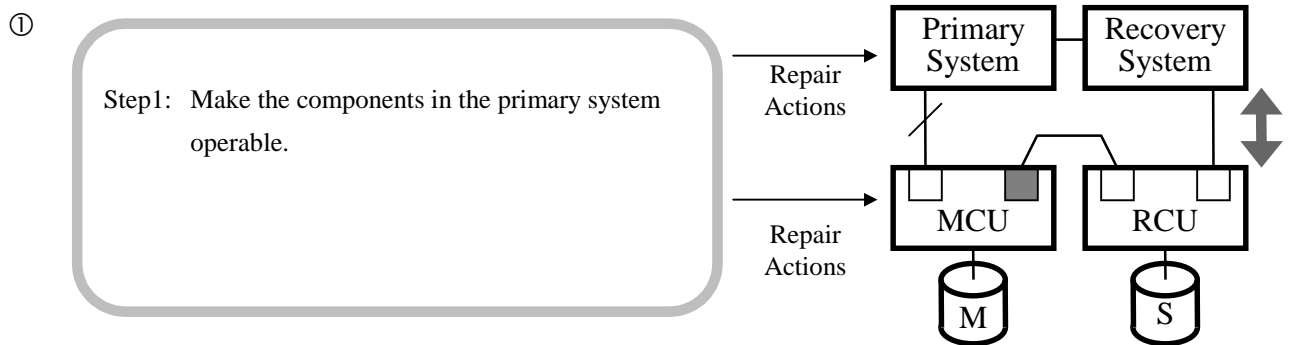 ①
Step1: Make the components in the primary system
operable.
Repair
Actions
Repair
Actions
Primary
System
Recovery
System
MCU
RCU
M
S